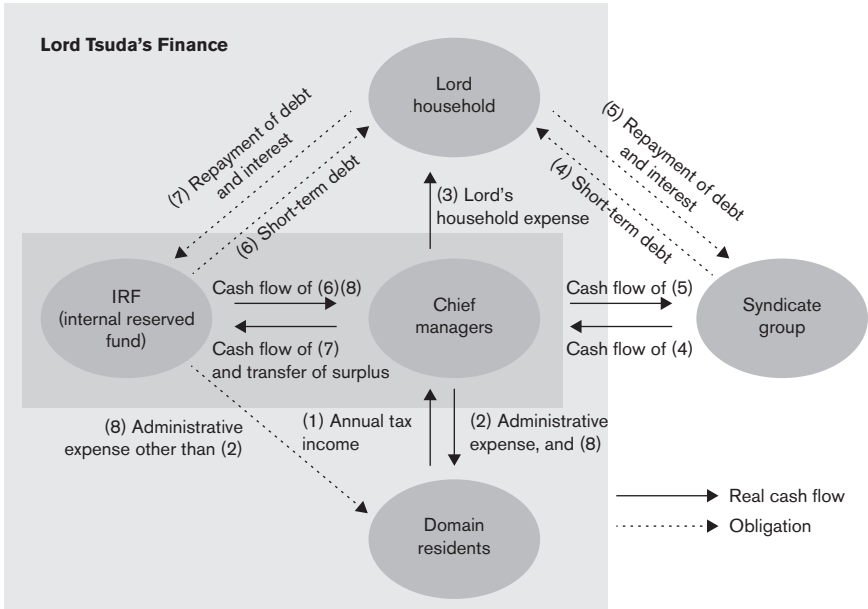 Lord Tsuda's Finance
Lord
household
(7) Repayment of debt
and interest
(6) Short-term debt
(5) Repayment of debt
and interest
(4) Short-term debt
(3) Lord's
household expense
IRF
(internal reserved
fund)
Cash flow of (6)(8)
Cash flow of (7)
and transfer of surplus
Chief
managers
Cash flow of (5)
Cash flow of (4)
Syndicate
group
(8) Administrative
expense other than (2)
(1) Annual tax
income
(2) Administrative
expense, and (8)
Domain
residents
Real cash flow
Obligation